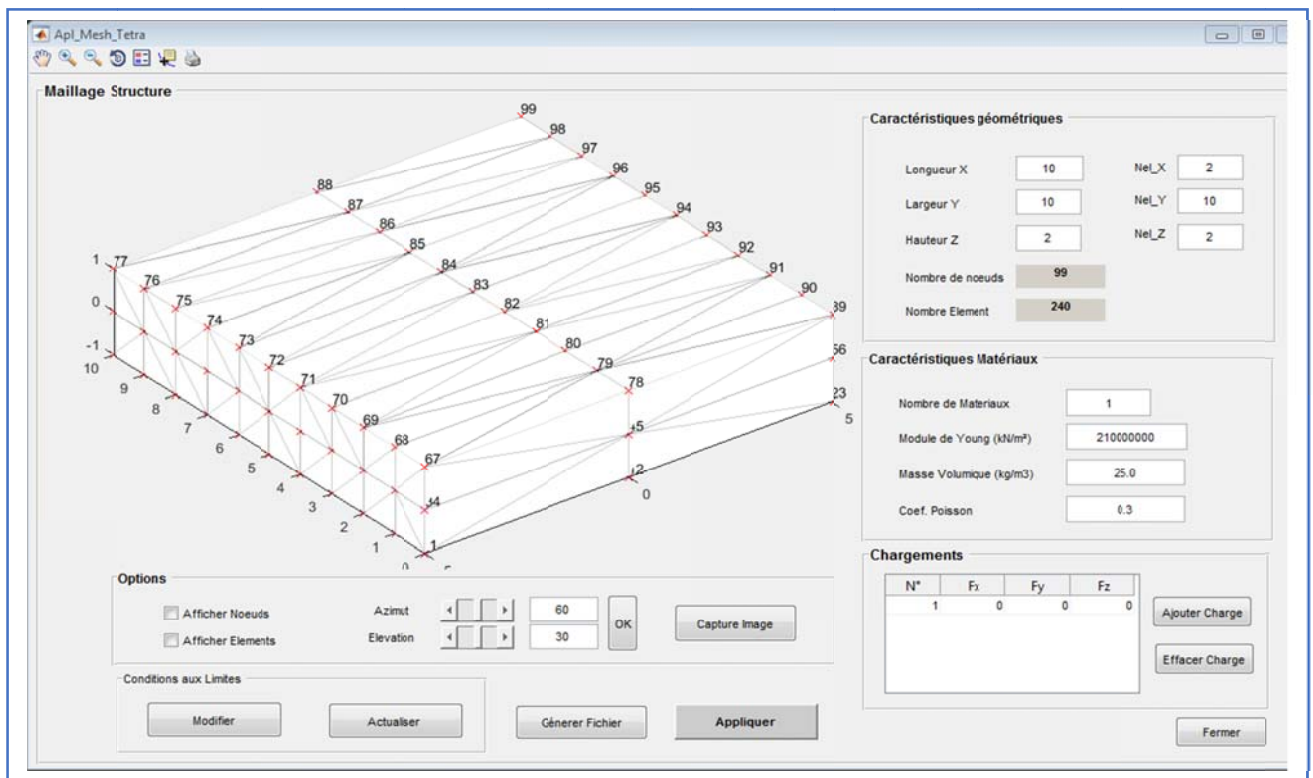 Apl_Mesh_Tetra
Maillage Structure
99
98
97
96
95
94
93
92
91
90
39
56
23
5
88
87
86
85
84
83
82
81
80
79
78
45
42
0
1
77
76
75
74
73
72
71
70
69
68
67
34
1
0
-1
10
9
8
7
6
5
4
3
2
1
0
Options
Afficher Noeuds
Afficher Elements
Azimut
60
Elevation
30
OK
Capture Image
Conditions aux Limites
Modifier
Actualiser
Génerer Fichier
Appliquer
Caractéristiques géométriques
Longueur X 10 Nel_X 2
Largeur Y 10 Nel_Y 10
Hauteur Z 2 Nel_Z 2
Nombre de noeuds 99
Nombre Element 240
Caractéristiques Matériaux
Nombre de Materiaux 1
Module de Young (kN/m²) 210000000
Masse Volumique (kg/m3) 25.0
Coef. Poisson 0.3
Chargements
N° Fx Fy Fz
1 0 0 0
Ajouter Charge
Effacer Charge
Fermer